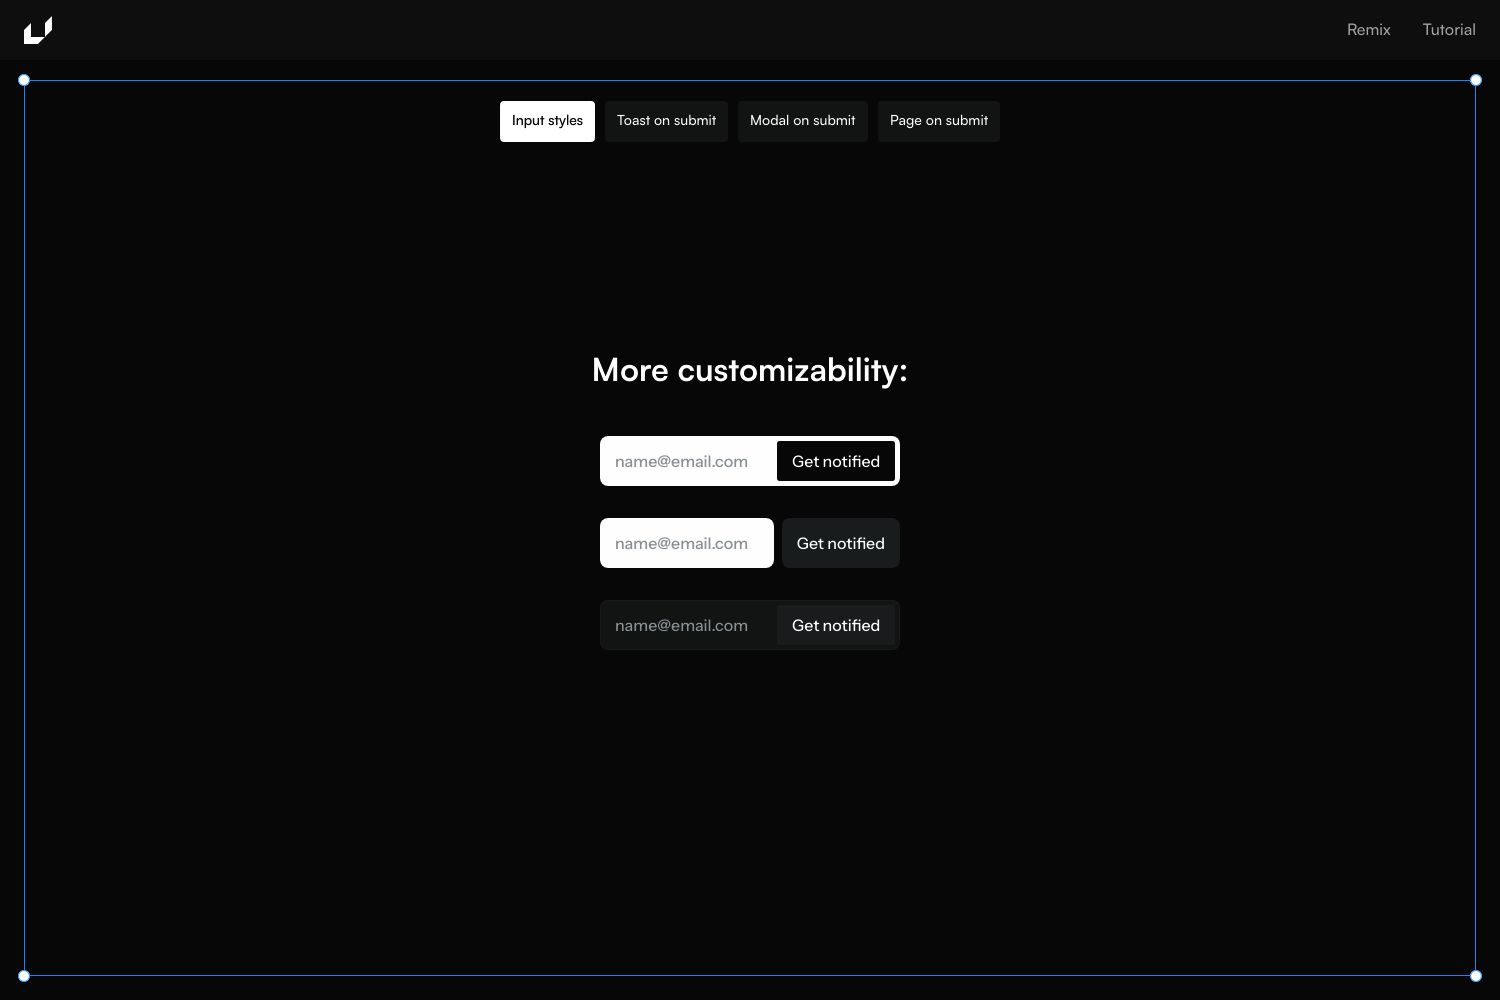 Remix Tutorial
Input styles Toast on submit Modal on submit Page on submit
More customizability:
name@email.com Get notified
name@email.com Get notified
name@email.com Get notified